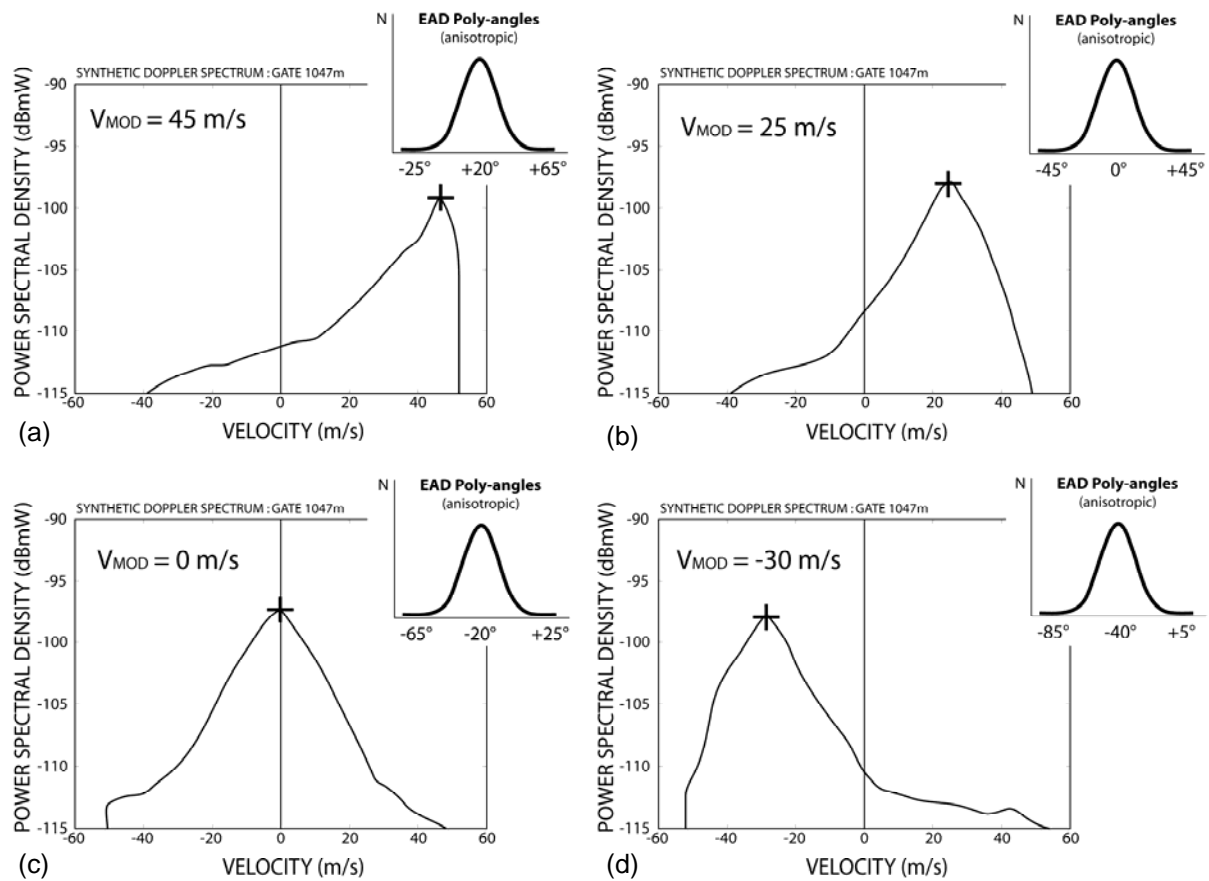 N
EAD Poly-angles
(anisotropic)
-25° +20° +65°
SYNTHETIC DOPPLER SPECTRUM : GATE 1047m
VMOD = 45 m/s
POWER SPECTRAL DENSITY (dBmW)
-90
-95
-100
-105
-110
-115
-60 -40 -20 0 20 40 60
VELOCITY (m/s)
(a)
N
EAD Poly-angles
(anisotropic)
-45° 0° +45°
SYNTHETIC DOPPLER SPECTRUM : GATE 1047m
VMOD = 25 m/s
POWER SPECTRAL DENSITY (dBmW)
-90
-95
-100
-105
-110
-115
-60 -40 -20 0 20 40 60
VELOCITY (m/s)
(b)
N
EAD Poly-angles
(anisotropic)
-65° -20° +25°
SYNTHETIC DOPPLER SPECTRUM : GATE 1047m
VMOD = 0 m/s
POWER SPECTRAL DENSITY (dBmW)
-90
-95
-100
-105
-110
-115
-60 -40 -20 0 20 40 60
VELOCITY (m/s)
(c)
N
EAD Poly-angles
(anisotropic)
-85° -40° +5°
SYNTHETIC DOPPLER SPECTRUM : GATE 1047m
VMOD = -30 m/s
POWER SPECTRAL DENSITY (dBmW)
-90
-95
-100
-105
-110
-115
-60 -40 -20 0 20 40 60
VELOCITY (m/s)
(d)